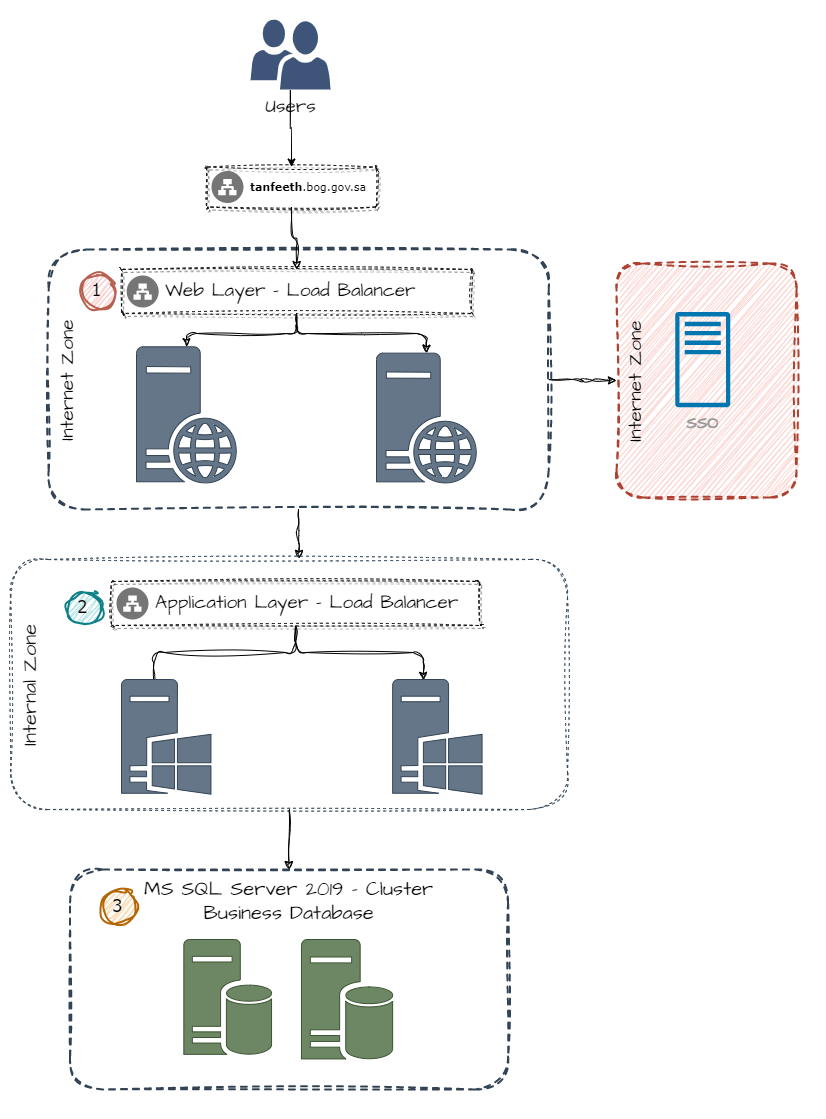 Users
tanfeeth.bog.gov.sa
1
Web Layer - Load Balancer
Internet Zone
Internet Zone
SSO
2
Application Layer - Load Balancer
Internal Zone
3
MS SQL Server 2019 - Cluster
Business Database